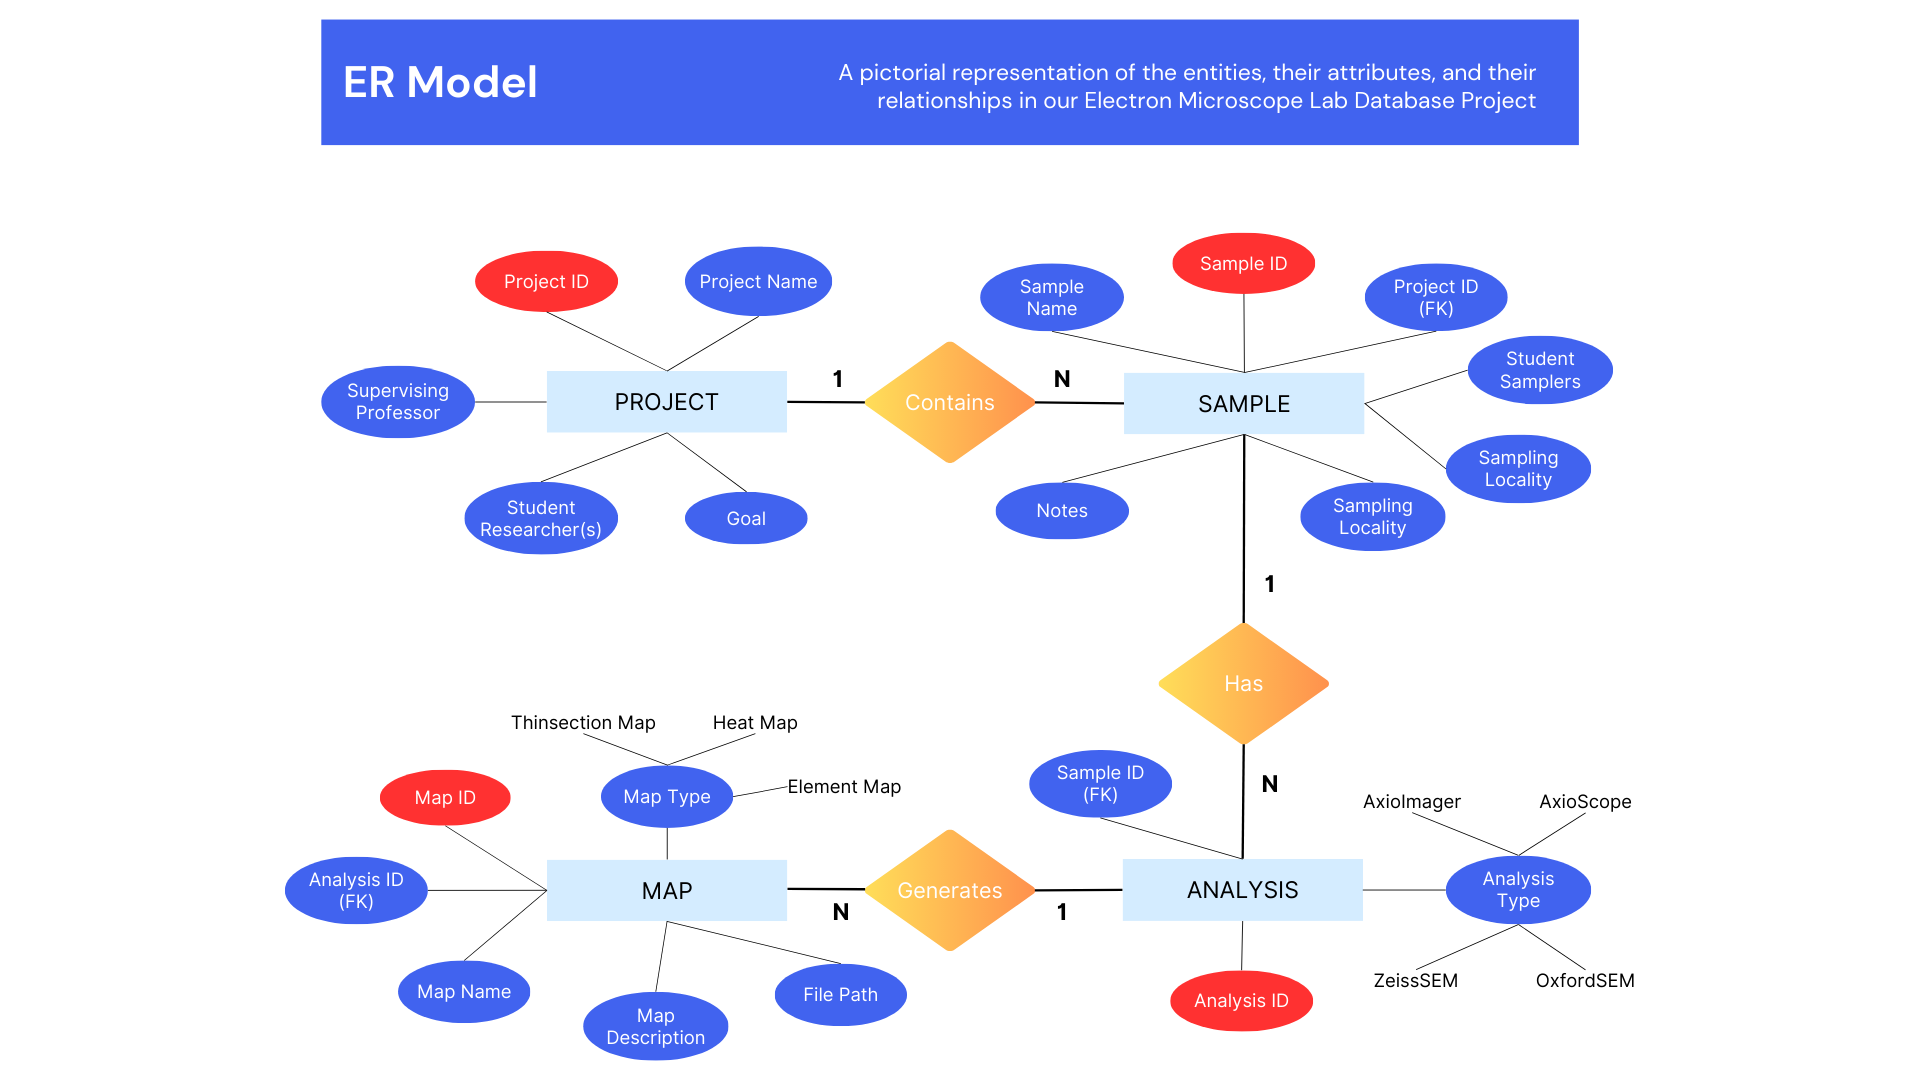 ER Model
A pictorial representation of the entities, their attributes, and their
relationships in our Electron Microscope Lab Database Project
Project ID
Project Name
Supervising
Professor
PROJECT
Student
Researcher(s)
Goal
1
Contains
N
Sample
Name
Sample ID
Project ID
(FK)
Student
Samplers
SAMPLE
Sampling
Locality
Notes
Sampling
Locality
1
Has
N
Thinsection Map
Heat Map
Map ID
Map Type
Element Map
Analysis ID
(FK)
MAP
Map Name
Map
Description
File Path
N
Generates
1
Sample ID
(FK)
ANALYSIS
AxioImager
AxioScope
Analysis
Type
ZeissSEM
OxfordSEM
Analysis ID